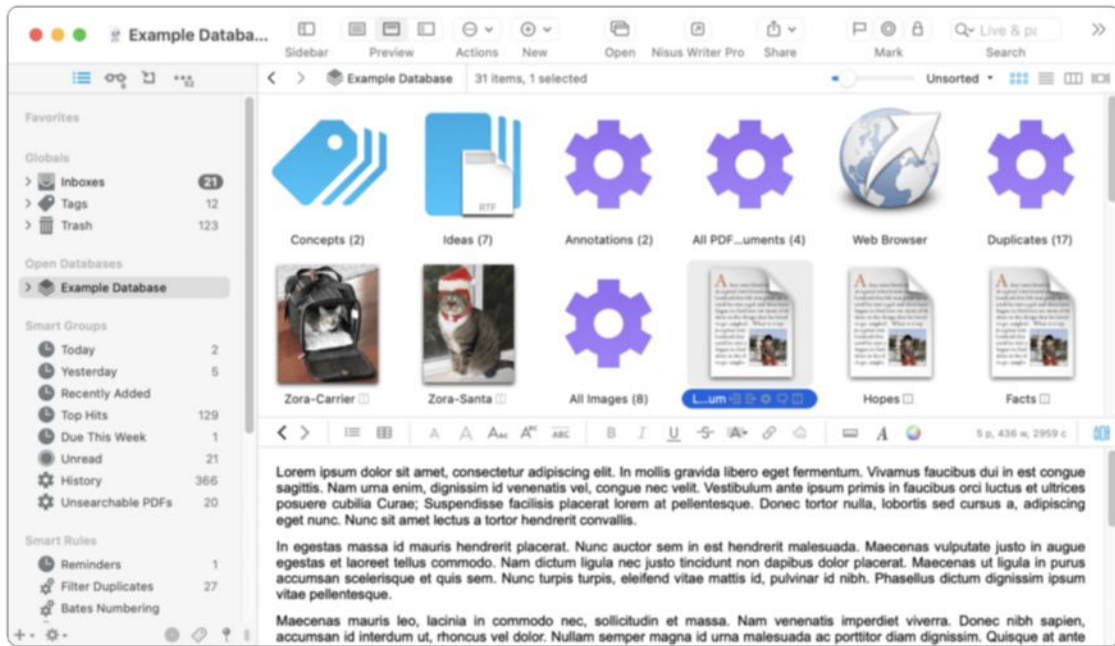 Example Databa...
Sidebar
Preview
Actions
New
Open
Nisus Writer Pro
Share
Mark
Search
Favorites
Globals
Inboxes 21
Tags 12
Trash 123
Open Databases
Example Database
Smart Groups
Today 2
Yesterday 5
Recently Added
Top Hits 129
Due This Week 1
Unread 21
History 366
Unsearchable PDFs 20
Smart Rules
Reminders 1
Filter Duplicates 27
Bates Numbering
Example Database 31 items, 1 selected Unsorted
RTF
Concepts (2) Ideas (7) Annotations (2) All PDF...uments (4) Web Browser Duplicates (17)
Zora-Carrier Zora-Santa All Images (8) L...um Hopes Facts
5 p, 436 w, 2959 c
Lorem ipsum dolor sit amet, consectetur adipiscing elit. In mollis gravida libero eget fermentum. Vivamus faucibus dui in est congue
sagittis. Nam urna enim, dignissim id venenatis vel, congue nec velit. Vestibulum ante ipsum primis in faucibus orci luctus et ultrices
posuere cubilia Curae; Suspendisse facilisis placerat lorem at pellentesque. Donec tortor nulla, lobortis sed cursus a, adipiscing
eget nunc. Nunc sit amet lectus a tortor hendrerit convallis.
In egestas massa id mauris hendrerit placerat. Nunc auctor sem in est hendrerit malesuada. Maecenas vulputate justo in augue
egestas et laoreet tellus commodo. Nam dictum ligula nec justo tincidunt non dapibus dolor placerat. Maecenas ut ligula in purus
accumsan scelerisque et quis sem. Nunc turpis turpis, eleifend vitae mattis id, pulvinar id nibh. Phasellus dictum dignissim ipsum
vitae pellentesque.
Maecenas mauris leo, lacinia in commodo nec, sollicitudin et massa. Nam venenatis imperdiet viverra. Donec nibh sapien,
accumsan id interdum ut, rhoncus vel dolor. Nullam semper magna id urna malesuada ac porttitor diam dignissim. Quisque at ante